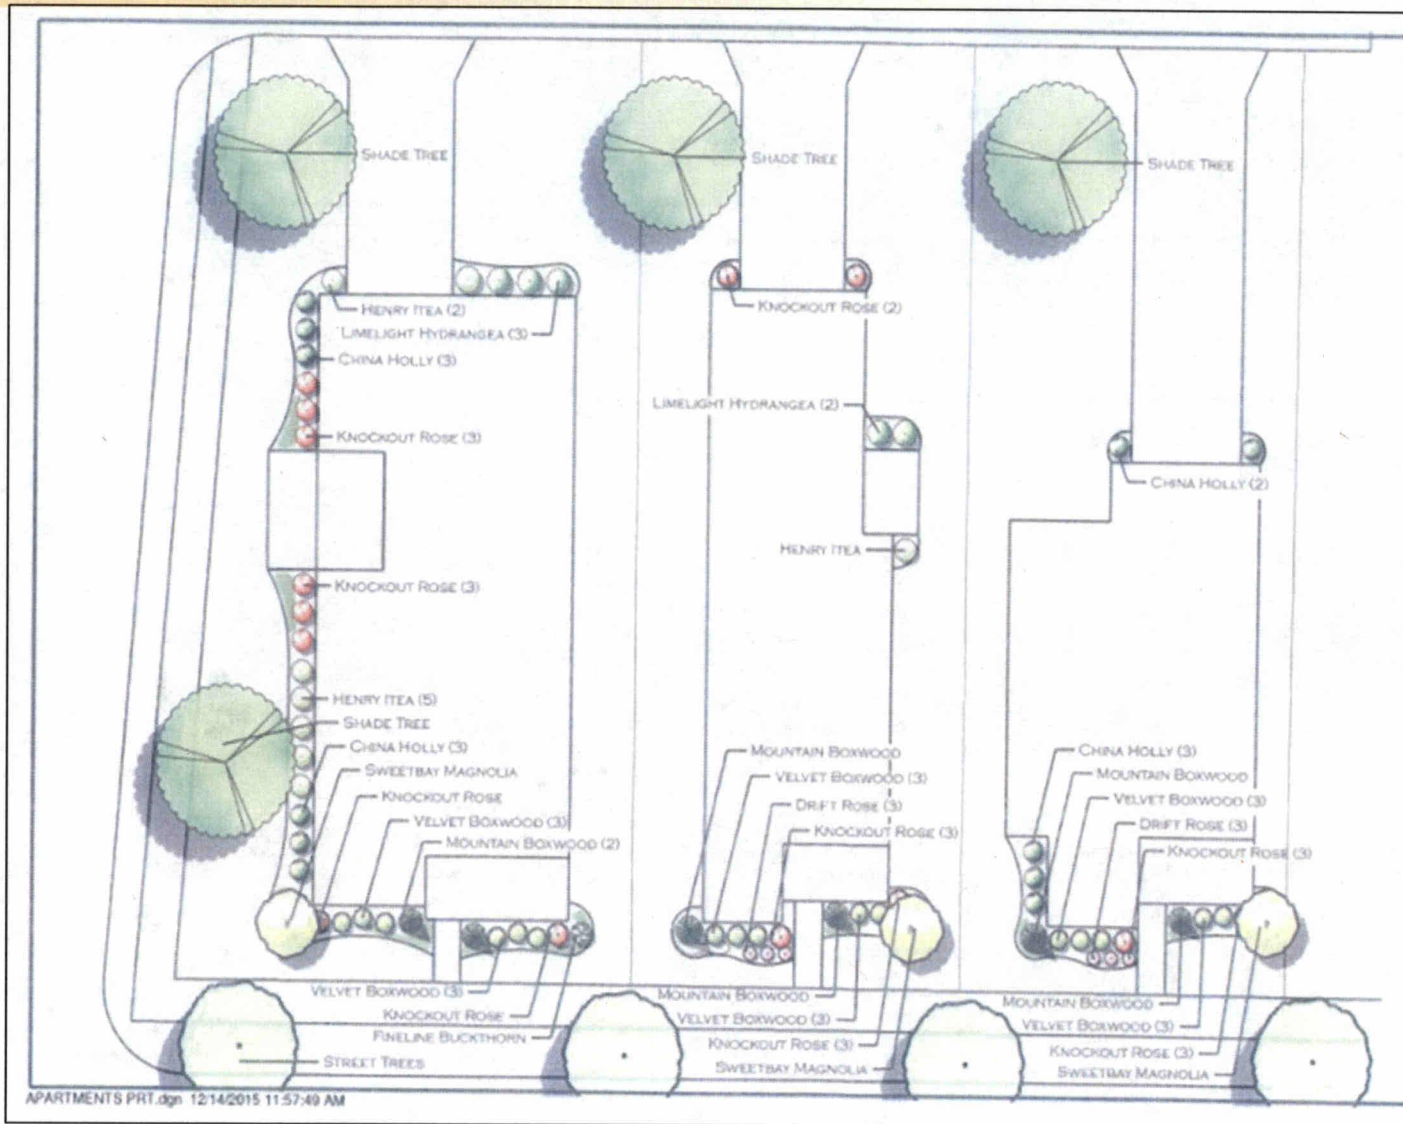 SHADE TREE
SHADE TREE
SHADE TREE
HENRY ITEA (2)
LIMELIGHT HYDRANGEA (3)
CHINA HOLLY (3)
KNOCKOUT ROSE (3)
KNOCKOUT ROSE (3)
HENRY ITEA (5)
SHADE TREE
CHINA HOLLY (3)
SWEETBAY MAGNOLIA
KNOCKOUT ROSE
VELVET BOXWOOD (3)
MOUNTAIN BOXWOOD (2)
VELVET BOXWOOD (3)
KNOCKOUT ROSE
FINELINE BUCKTHORN
STREET TREES
KNOCKOUT ROSE (2)
LIMELIGHT HYDRANGEA (2)
HENRY ITEA
MOUNTAIN BOXWOOD
VELVET BOXWOOD (3)
DRIFT ROSE (3)
KNOCKOUT ROSE (3)
MOUNTAIN BOXWOOD
VELVET BOXWOOD (3)
KNOCKOUT ROSE (3)
SWEETBAY MAGNOLIA
CHINA HOLLY (2)
CHINA HOLLY (3)
MOUNTAIN BOXWOOD
VELVET BOXWOOD (3)
DRIFT ROSE (3)
KNOCKOUT ROSE (3)
MOUNTAIN BOXWOOD
VELVET BOXWOOD (3)
KNOCKOUT ROSE (3)
SWEETBAY MAGNOLIA
APARTMENTS PRT.dgn 12/14/2015 11:57:49 AM